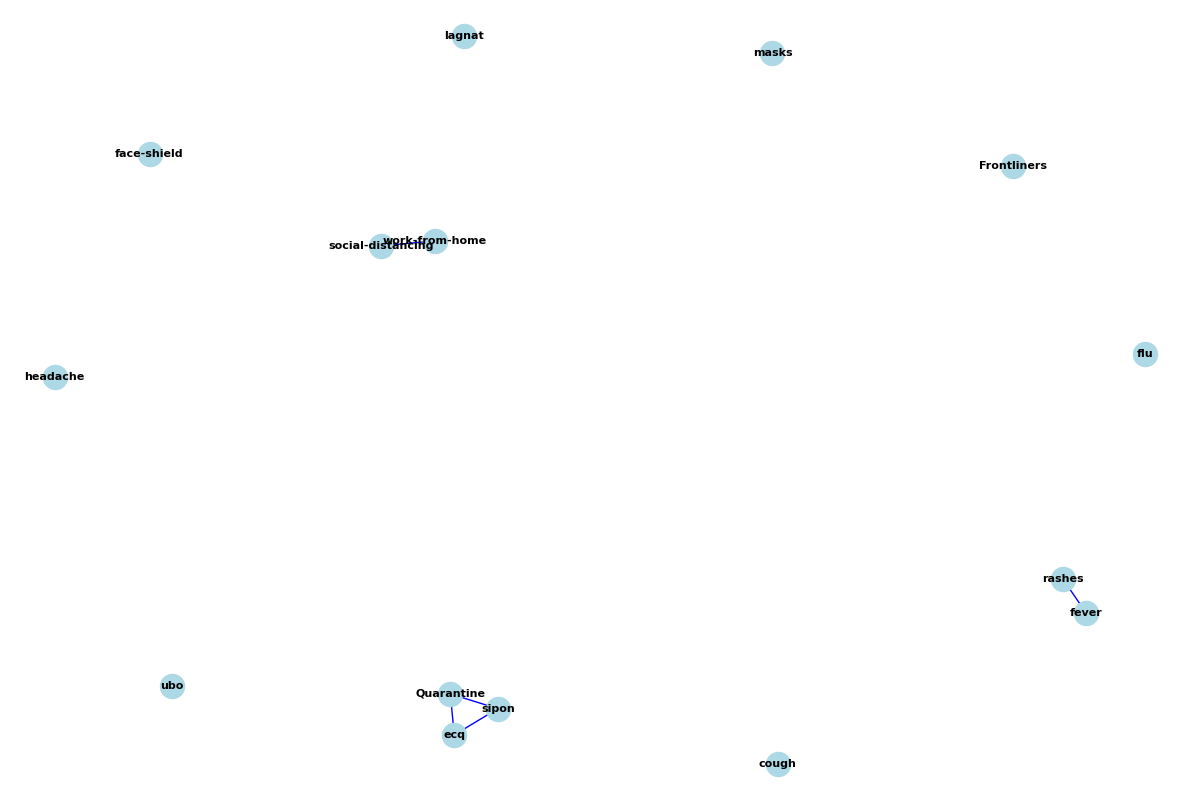 lagnat
masks
face-shield
Frontliners
social-distancing
work-from-home
flu
headache
rashes
fever
ubo
Quarantine
sipon
ecq
cough